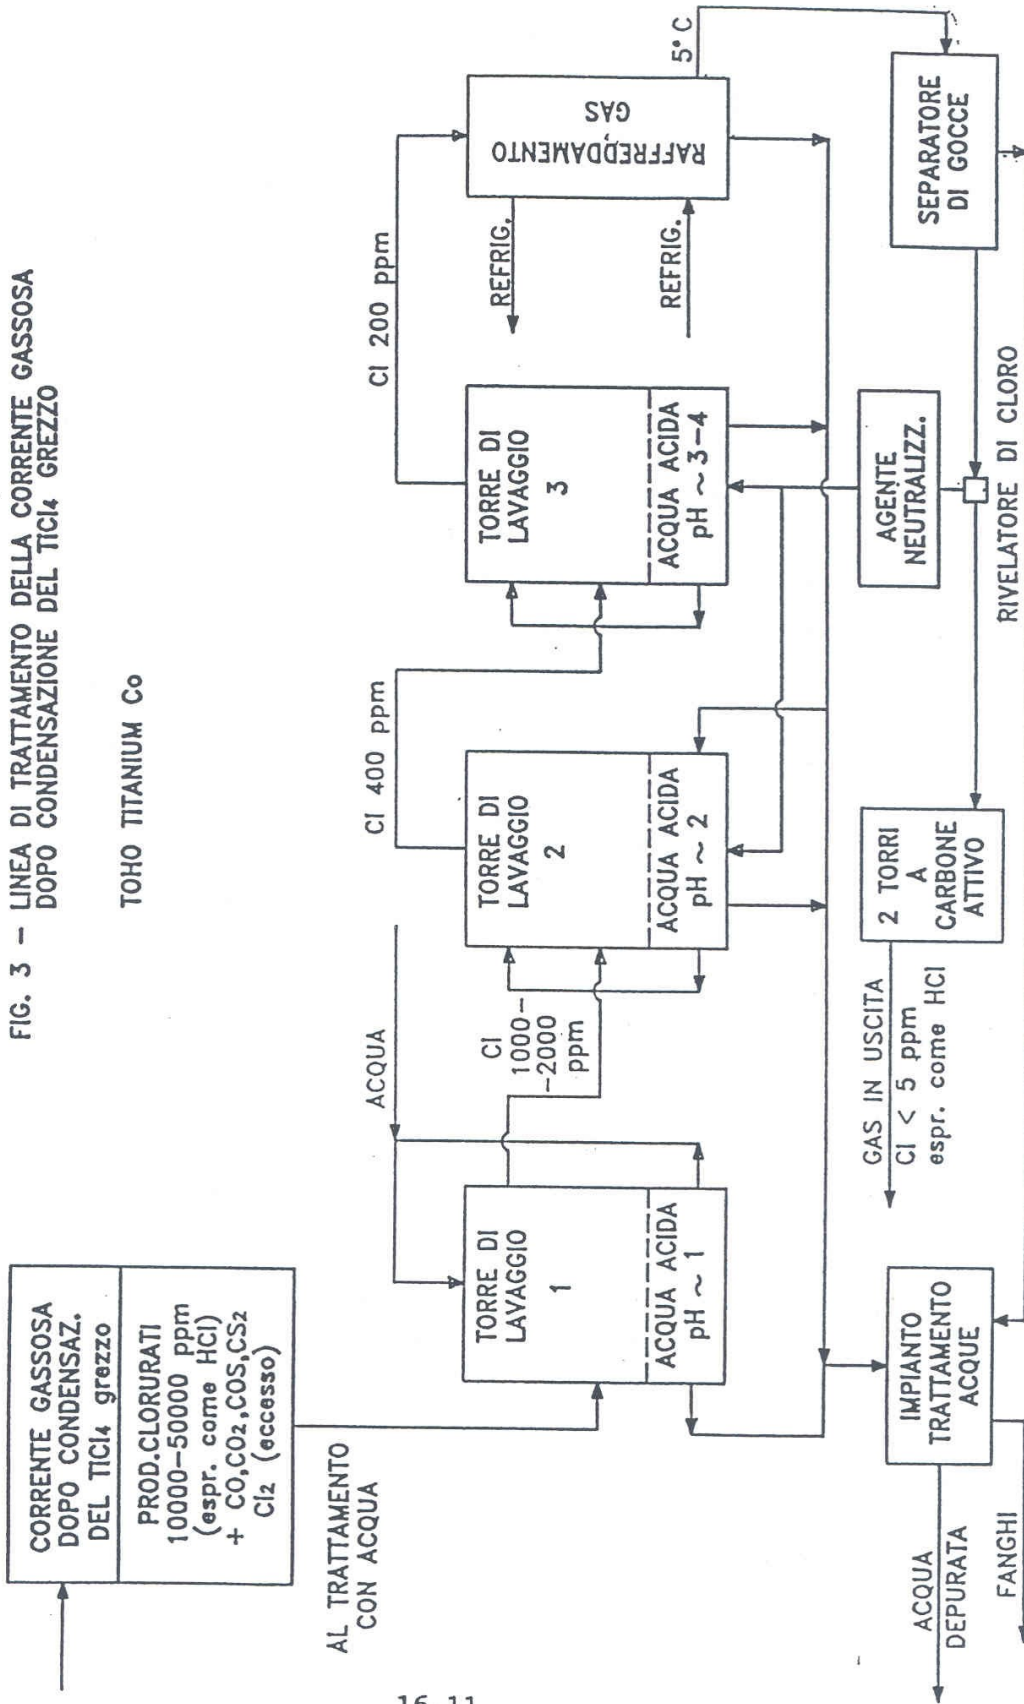 FIG. 3 - LINEA DI TRATTAMENTO DELLA CORRENTE GASSOSA
DOPO CONDENSAZIONE DEL TiCl4 GREZZO
TOHO TITANIUM Co
CORRENTE GASSOSA
DOPO CONDENSAZ.
DEL TiCl4 grezzo
PROD.CLORURATI
10000-50000 ppm
(espr. come HCl)
+ CO,CO2,COS,CS2
Cl2 (eccesso)
AL TRATTAMENTO
CON ACQUA
ACQUA
TORRE DI
LAVAGGIO
1
ACQUA ACIDA
pH ~ 1
Cl
1000-
-2000
ppm
TORRE DI
LAVAGGIO
2
ACQUA ACIDA
pH ~ 2
Cl 400 ppm
TORRE DI
LAVAGGIO
3
ACQUA ACIDA
pH ~ 3-4
Cl 200 ppm
REFRIG.
REFRIG.
RAFFREDDAMENTO
GAS
5° C
SEPARATORE
DI GOCCE
AGENTE
NEUTRALIZZ.
RIVELATORE DI CLORO
2 TORRI
A
CARBONE
ATTIVO
GAS IN USCITA
Cl < 5 ppm
espr. come HCl
IMPIANTO
TRATTAMENTO
ACQUE
ACQUA
DEPURATA
FANGHI
16.11